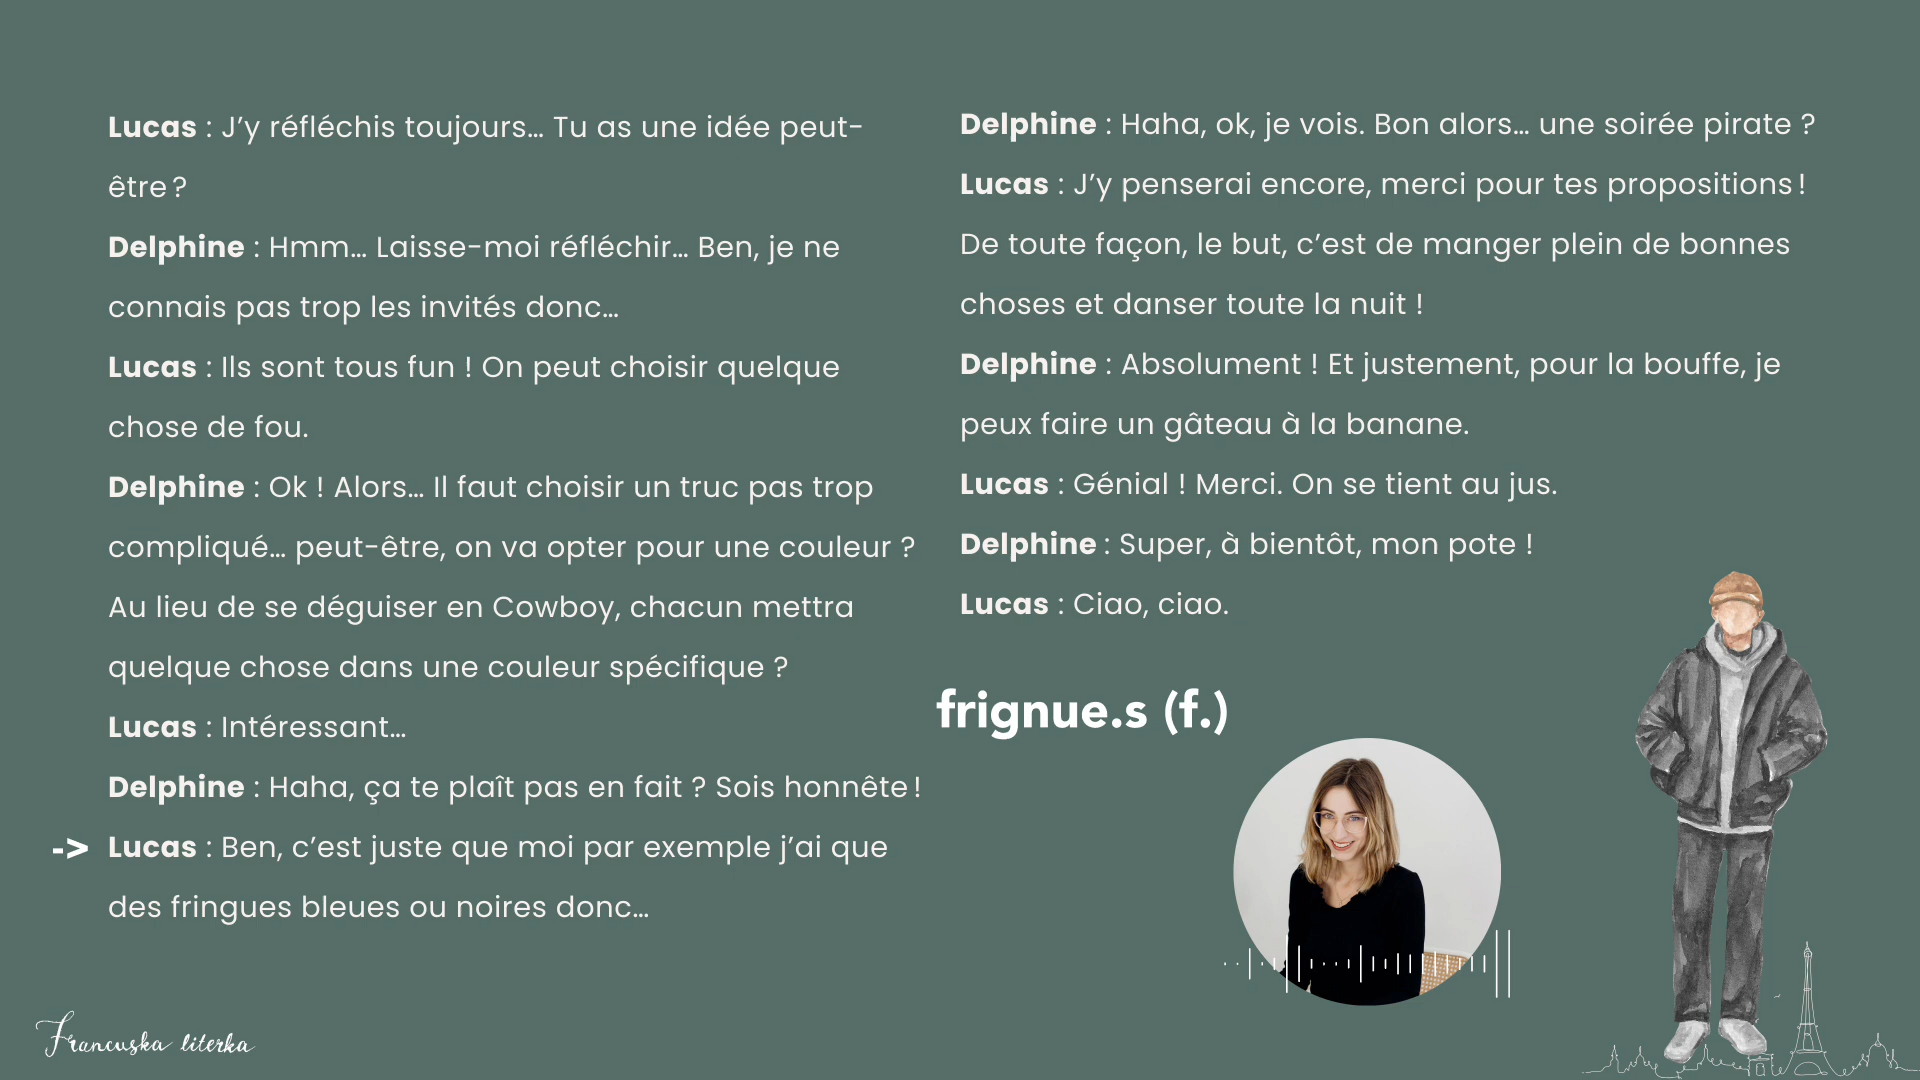 Lucas : J’y réfléchis toujours… Tu as une idée peut-
être ?
Delphine : Hmm… Laisse-moi réfléchir… Ben, je ne
connais pas trop les invités donc…
Lucas : Ils sont tous fun ! On peut choisir quelque
chose de fou.
Delphine : Ok ! Alors… Il faut choisir un truc pas trop
compliqué… peut-être, on va opter pour une couleur ?
Au lieu de se déguiser en Cowboy, chacun mettra
quelque chose dans une couleur spécifique ?
Lucas : Intéressant…
Delphine : Haha, ça te plaît pas en fait ? Sois honnête !
-> Lucas : Ben, c’est juste que moi par exemple j’ai que
des fringues bleues ou noires donc…
Delphine : Haha, ok, je vois. Bon alors… une soirée pirate ?
Lucas : J’y penserai encore, merci pour tes propositions !
De toute façon, le but, c’est de manger plein de bonnes
choses et danser toute la nuit !
Delphine : Absolument ! Et justement, pour la bouffe, je
peux faire un gâteau à la banane.
Lucas : Génial ! Merci. On se tient au jus.
Delphine : Super, à bientôt, mon pote !
Lucas : Ciao, ciao.
frignue.s (f.)
Francuska literka